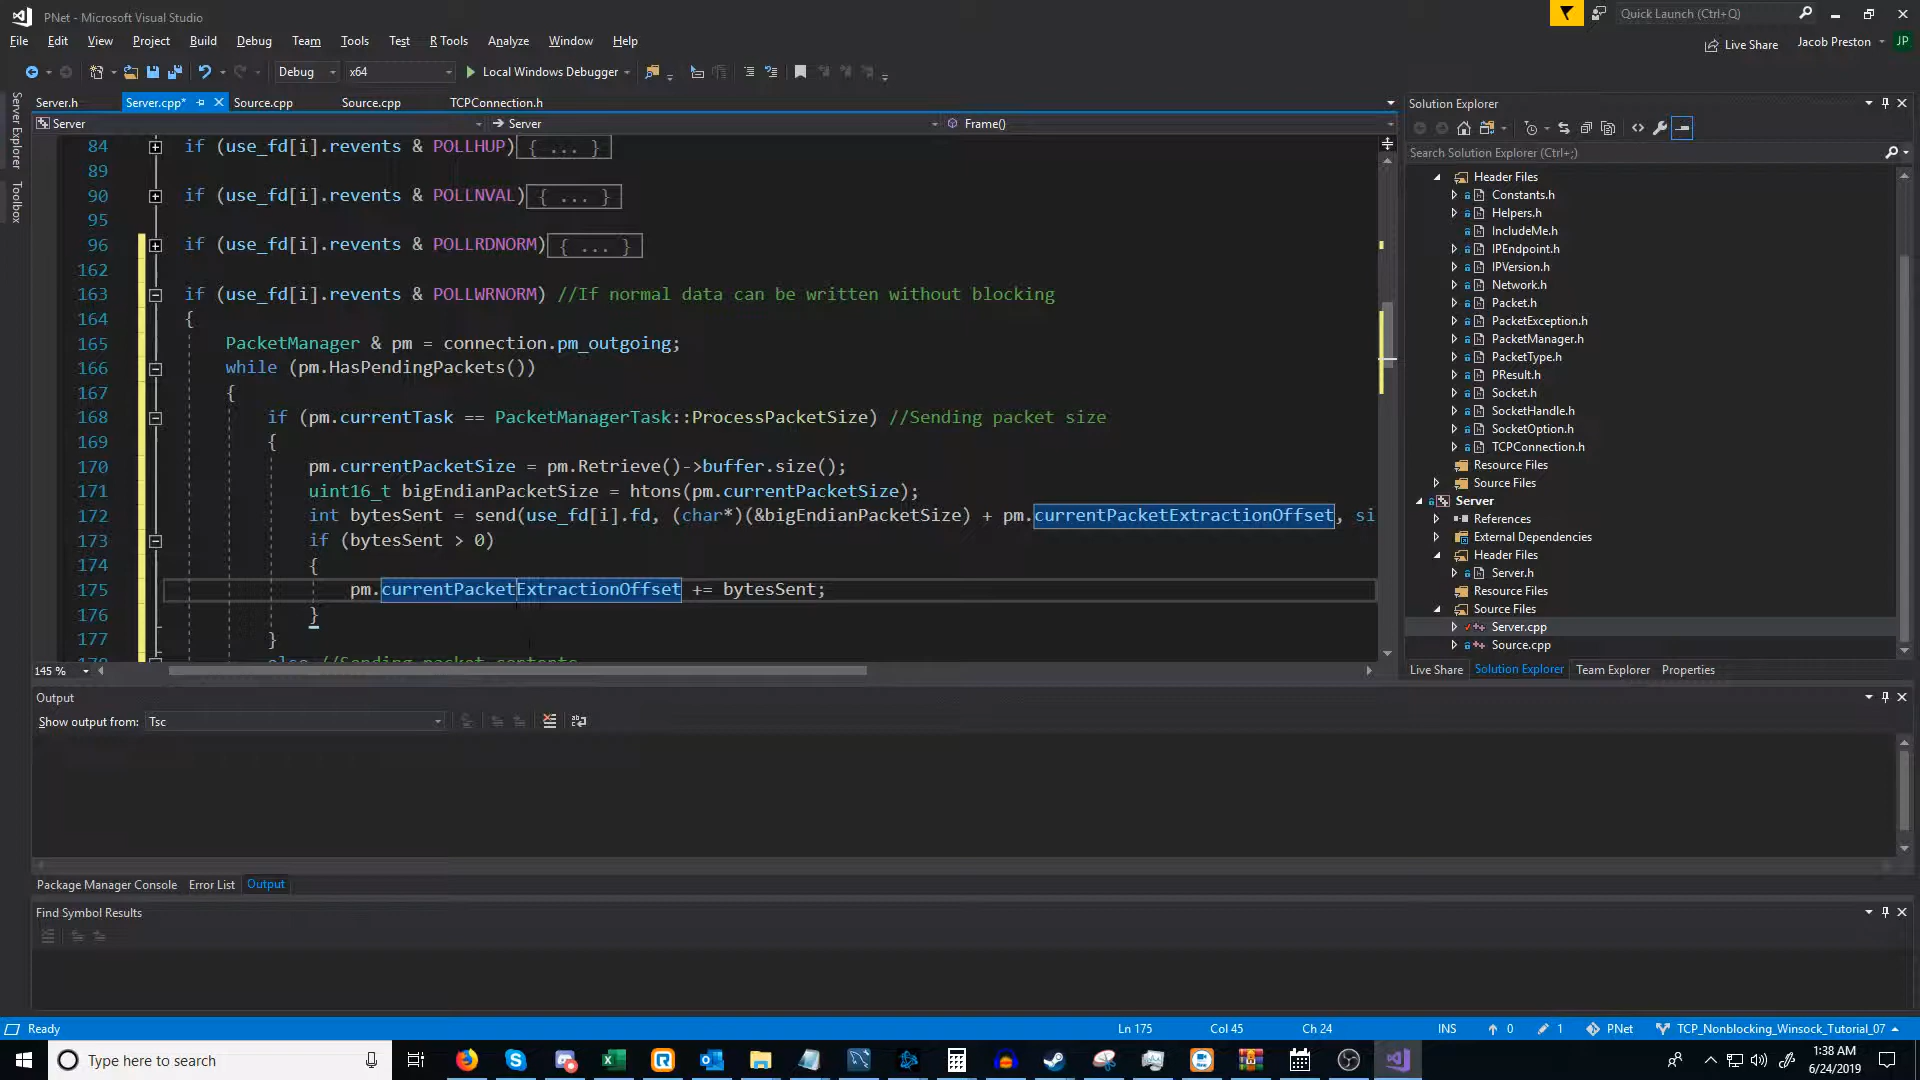 PNet - Microsoft Visual Studio
Quick Launch (Ctrl+Q)
File Edit View Project Build Debug Team Tools Test R Tools Analyze Window Help
Live Share
Jacob Preston
JP
Debug
x64
Local Windows Debugger
Server.h
Server.cpp*
Source.cpp
Source.cpp
TCPConnection.h
Server
Server
Frame()
Server Explorer
Toolbox
84 if (use_fd[i].revents & POLLHUP){ ... }
89
90 if (use_fd[i].revents & POLLNVAL){ ... }
95
96 if (use_fd[i].revents & POLLRDNORM){ ... }
162
163 if (use_fd[i].revents & POLLWRNORM) //If normal data can be written without blocking
164 {
165 PacketManager & pm = connection.pm_outgoing;
166 while (pm.HasPendingPackets())
167 {
168 if (pm.currentTask == PacketManagerTask::ProcessPacketSize) //Sending packet size
169 {
170 pm.currentPacketSize = pm.Retrieve()->buffer.size();
171 uint16_t bigEndianPacketSize = htons(pm.currentPacketSize);
172 int bytesSent = send(use_fd[i].fd, (char*)(&bigEndianPacketSize) + pm.currentPacketExtractionOffset, si
173 if (bytesSent > 0)
174 {
175 pm.currentPacketExtractionOffset += bytesSent;
176 }
177 }
178 else //Sending packet contents
145 %
Solution Explorer
Search Solution Explorer (Ctrl+;)
Header Files
Constants.h
Helpers.h
IncludeMe.h
IPEndpoint.h
IPVersion.h
Network.h
Packet.h
PacketException.h
PacketManager.h
PacketType.h
PResult.h
Socket.h
SocketHandle.h
SocketOption.h
TCPConnection.h
Resource Files
Source Files
Server
References
External Dependencies
Header Files
Server.h
Resource Files
Source Files
Server.cpp
Source.cpp
Live Share Solution Explorer Team Explorer Properties
Output
Show output from: Tsc
Package Manager Console Error List Output
Find Symbol Results
Ready
Ln 175 Col 45 Ch 24 INS 0 1 PNet TCP_Nonblocking_Winsock_Tutorial_07
Type here to search
1:38 AM
6/24/2019